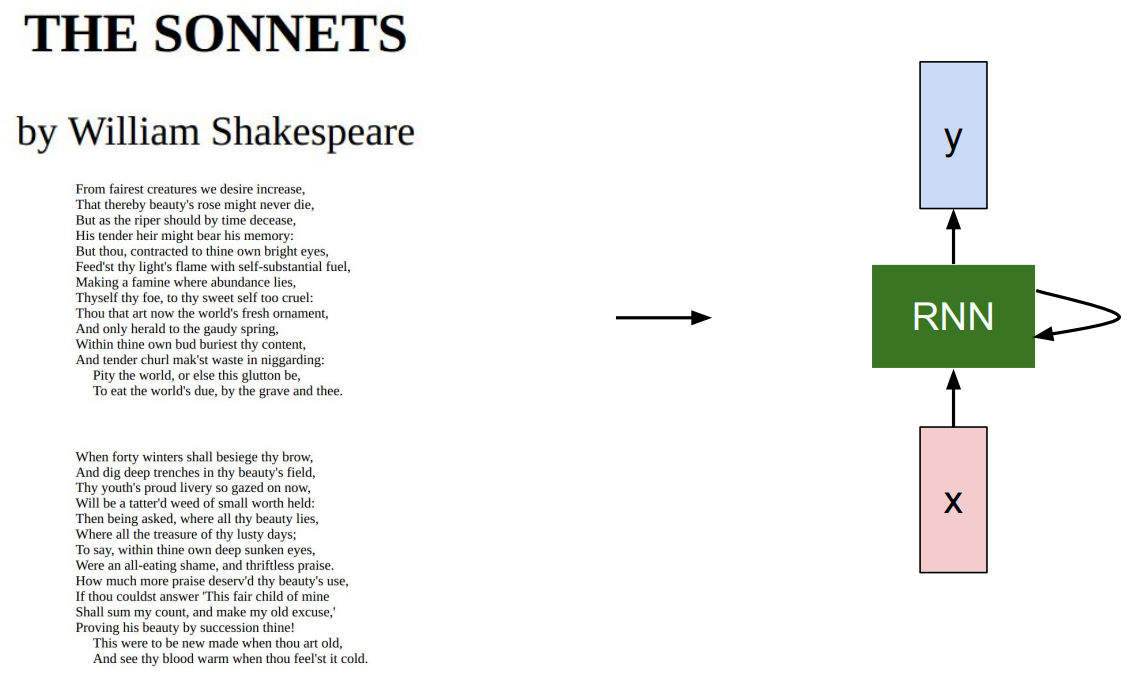 THE SONNETS
by William Shakespeare
From fairest creatures we desire increase,
That thereby beauty's rose might never die,
But as the riper should by time decease,
His tender heir might bear his memory:
But thou, contracted to thine own bright eyes,
Feed'st thy light's flame with self-substantial fuel,
Making a famine where abundance lies,
Thyself thy foe, to thy sweet self too cruel:
Thou that art now the world's fresh ornament,
And only herald to the gaudy spring,
Within thine own bud buriest thy content,
And tender churl mak'st waste in niggarding:
Pity the world, or else this glutton be,
To eat the world's due, by the grave and thee.
When forty winters shall besiege thy brow,
And dig deep trenches in thy beauty's field,
Thy youth's proud livery so gazed on now,
Will be a tatter'd weed of small worth held:
Then being asked, where all thy beauty lies,
Where all the treasure of thy lusty days;
To say, within thine own deep sunken eyes,
Were an all-eating shame, and thriftless praise.
How much more praise deserv'd thy beauty's use,
If thou couldst answer 'This fair child of mine
Shall sum my count, and make my old excuse,'
Proving his beauty by succession thine!
This were to be new made when thou art old,
And see thy blood warm when thou feel'st it cold.
y
RNN
x